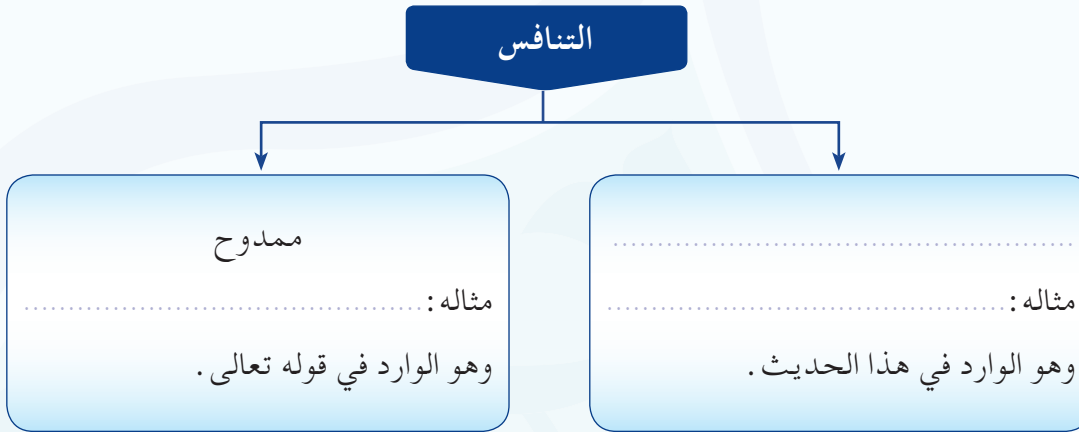 التنافس
..................................................
مثاله: ..................................................
وهو الوارد في هذا الحديث.
ممدوح
مثاله: ..................................................
وهو الوارد في قوله تعالى.